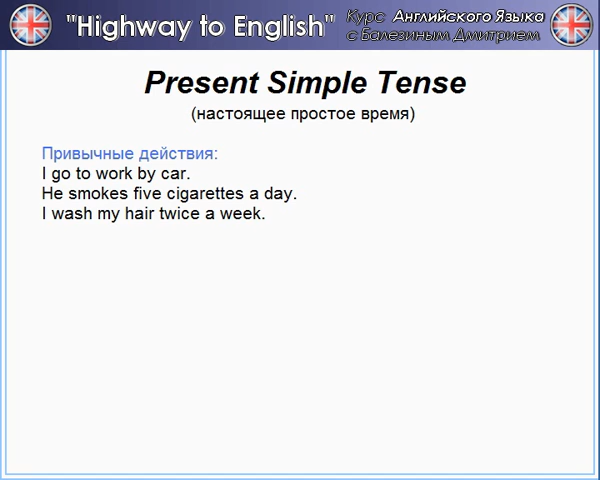 "Highway to English"
Курс Английского Языка
с Балезиным Дмитрием
Present Simple Tense
(настоящее простое время)
Привычные действия:
I go to work by car.
He smokes five cigarettes a day.
I wash my hair twice a week.